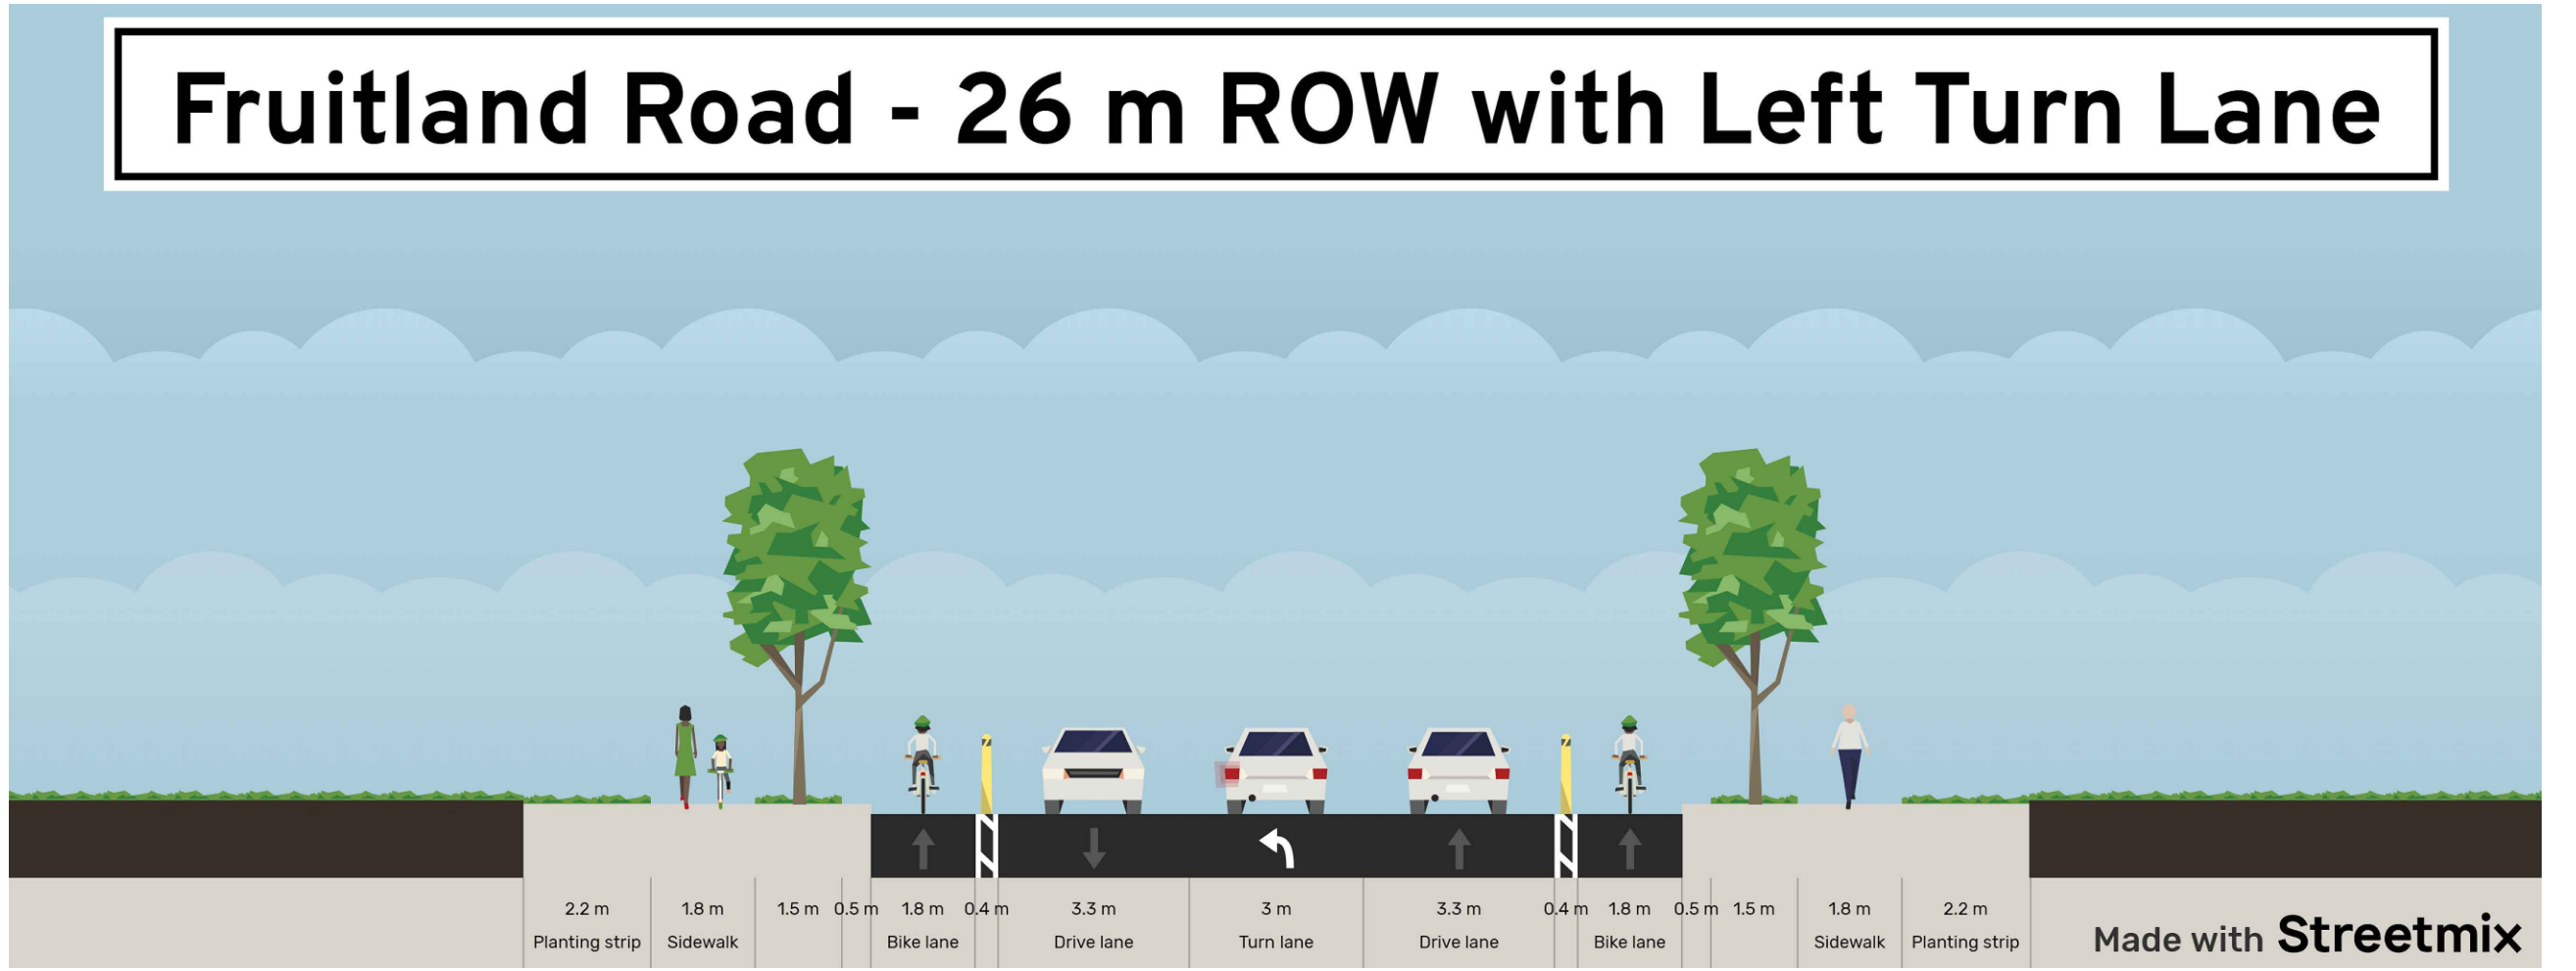 Fruitland Road - 26 m ROW with Left Turn Lane
2.2 m 1.8 m 1.5 m 0.5 m 1.8 m 0.4 m 3.3 m 3 m 3.3 m 0.4 m 1.8 m 0.5 m 1.5 m 1.8 m 2.2 m
Planting strip Sidewalk Bike lane Drive lane Turn lane Drive lane Bike lane Sidewalk Planting strip
Made with Streetmix